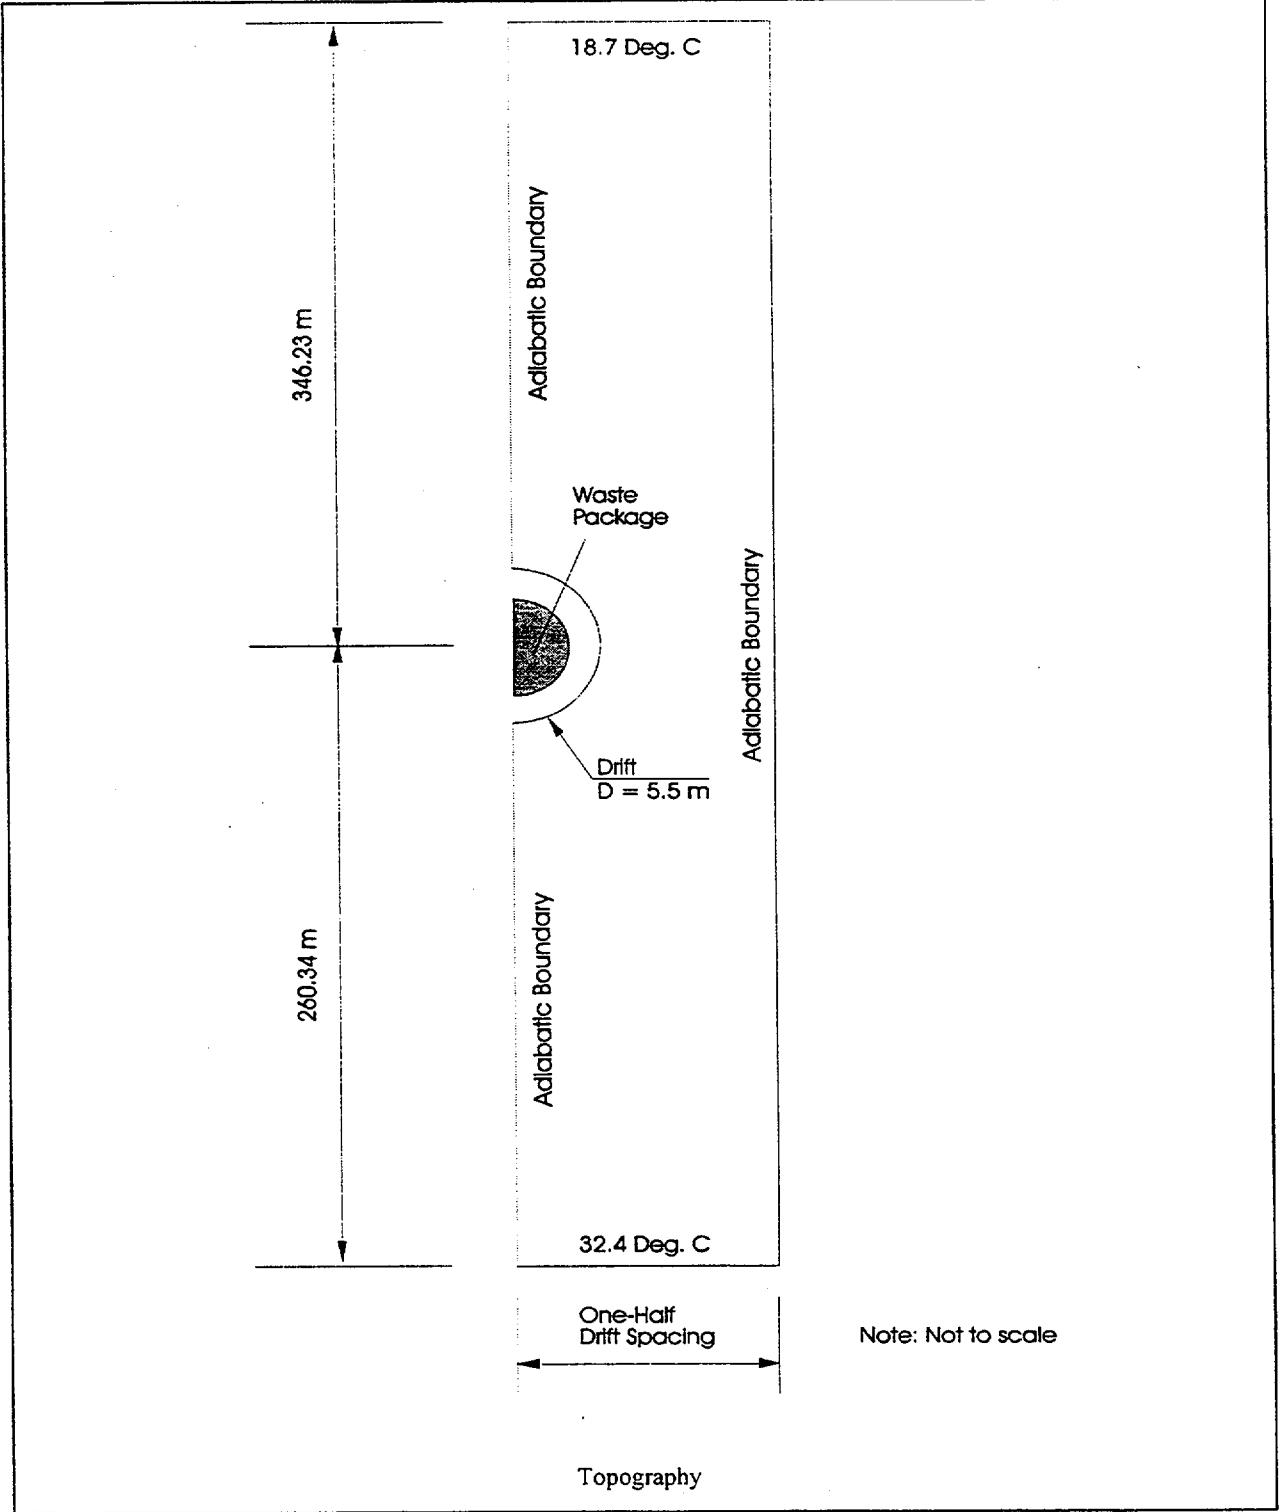 18.7 Deg. C
346.23 m
Adiabatic Boundary
Waste
Package
Adiabatic Boundary
Drift
D = 5.5 m
260.34 m
Adiabatic Boundary
32.4 Deg. C
One-Half
Drift Spacing
Note: Not to scale
Topography